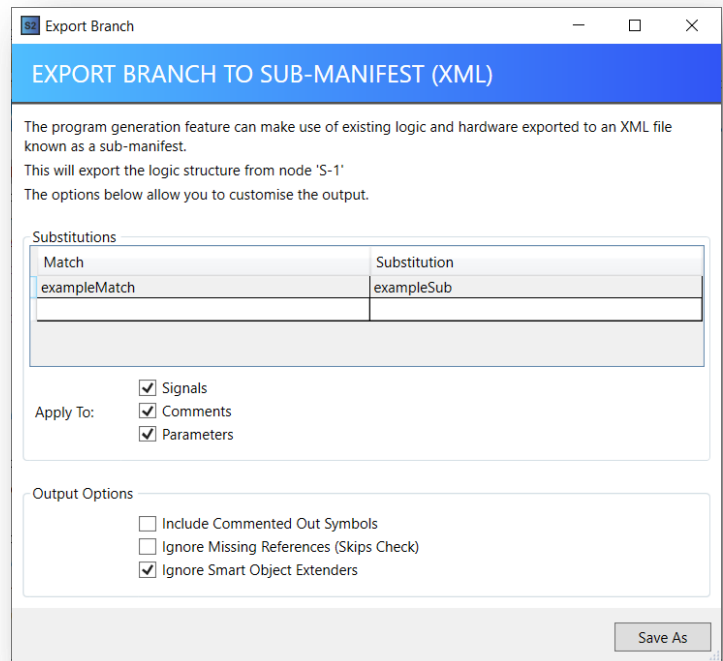 S2 Export Branch
EXPORT BRANCH TO SUB-MANIFEST (XML)
The program generation feature can make use of existing logic and hardware exported to an XML file
known as a sub-manifest.
This will export the logic structure from node 'S-1'
The options below allow you to customise the output.
Substitutions
Match Substitution
exampleMatch exampleSub
Signals
Apply To: Comments
Parameters
Output Options
Include Commented Out Symbols
Ignore Missing References (Skips Check)
Ignore Smart Object Extenders
Save As